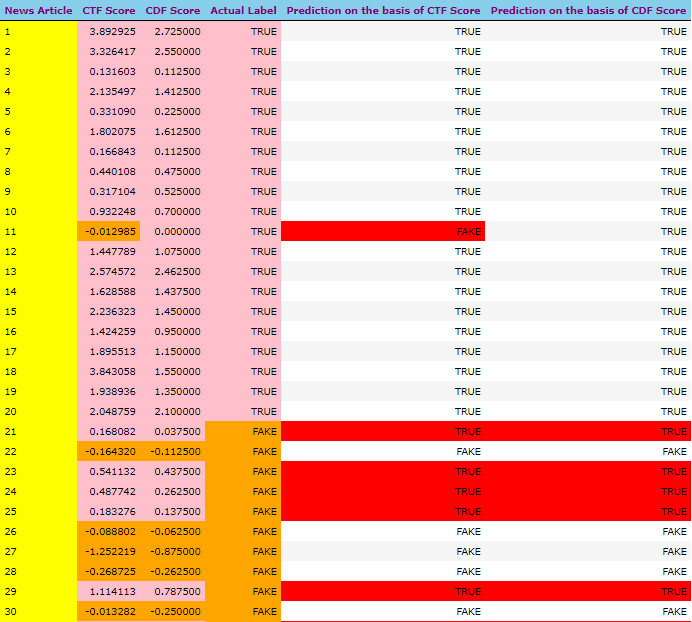 News Article CTF Score CDF Score Actual Label Prediction on the basis of CTF Score Prediction on the basis of CDF Score
1 3.892925 2.725000 TRUE TRUE TRUE
2 3.326417 2.550000 TRUE TRUE TRUE
3 0.131603 0.112500 TRUE TRUE TRUE
4 2.135497 1.412500 TRUE TRUE TRUE
5 0.331090 0.225000 TRUE TRUE TRUE
6 1.802075 1.612500 TRUE TRUE TRUE
7 0.166843 0.112500 TRUE TRUE TRUE
8 0.440108 0.475000 TRUE TRUE TRUE
9 0.317104 0.525000 TRUE TRUE TRUE
10 0.932248 0.700000 TRUE TRUE TRUE
11 -0.012985 0.000000 TRUE FAKE TRUE
12 1.447789 1.075000 TRUE TRUE TRUE
13 2.574572 2.462500 TRUE TRUE TRUE
14 1.628588 1.437500 TRUE TRUE TRUE
15 2.236323 1.450000 TRUE TRUE TRUE
16 1.424259 0.950000 TRUE TRUE TRUE
17 1.895513 1.150000 TRUE TRUE TRUE
18 3.843058 1.550000 TRUE TRUE TRUE
19 1.938936 1.350000 TRUE TRUE TRUE
20 2.048759 2.100000 TRUE TRUE TRUE
21 0.168082 0.037500 FAKE TRUE TRUE
22 -0.164320 -0.112500 FAKE FAKE FAKE
23 0.541132 0.437500 FAKE TRUE TRUE
24 0.487742 0.262500 FAKE TRUE TRUE
25 0.183276 0.137500 FAKE TRUE TRUE
26 -0.088802 -0.062500 FAKE FAKE FAKE
27 -1.252219 -0.875000 FAKE FAKE FAKE
28 -0.268725 -0.262500 FAKE FAKE FAKE
29 1.114113 0.787500 FAKE TRUE TRUE
30 -0.013282 -0.250000 FAKE FAKE FAKE